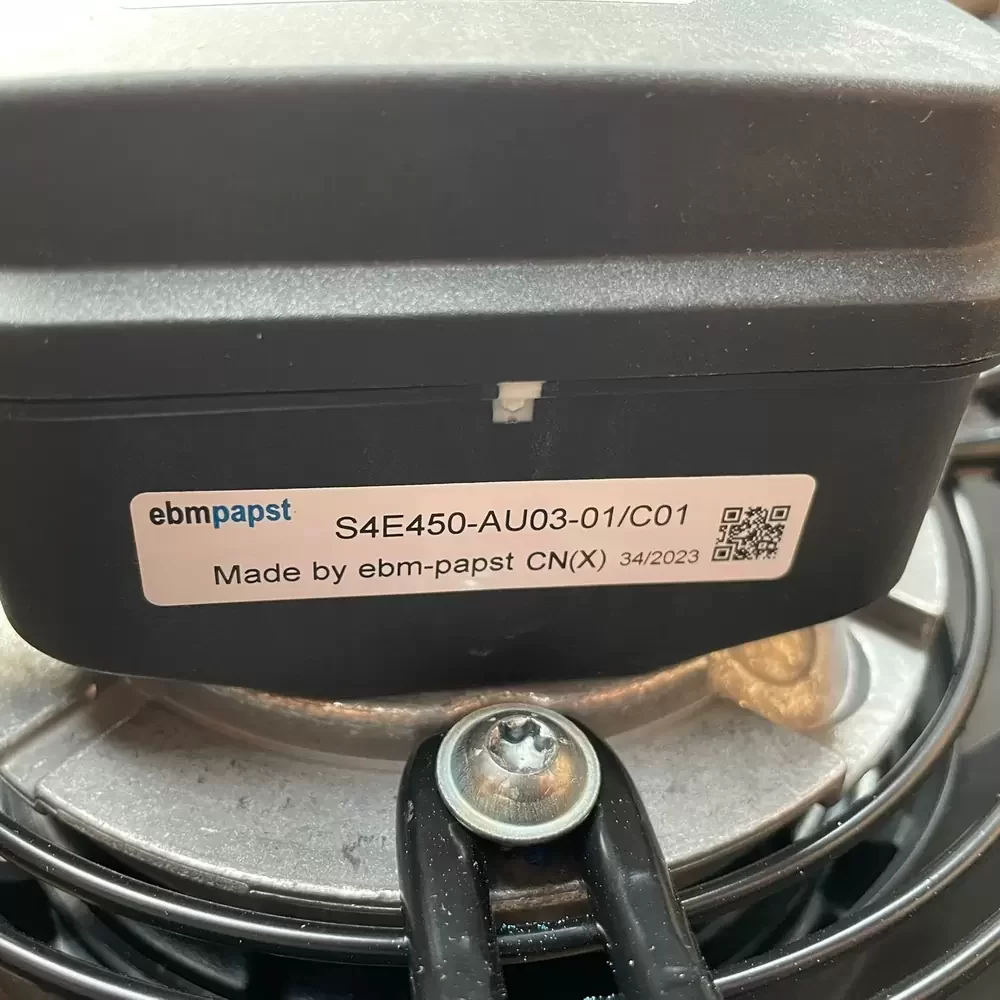 ebmpapst S4E450-AU03-01/C01
Made by ebm-papst CN(X) 34/2023